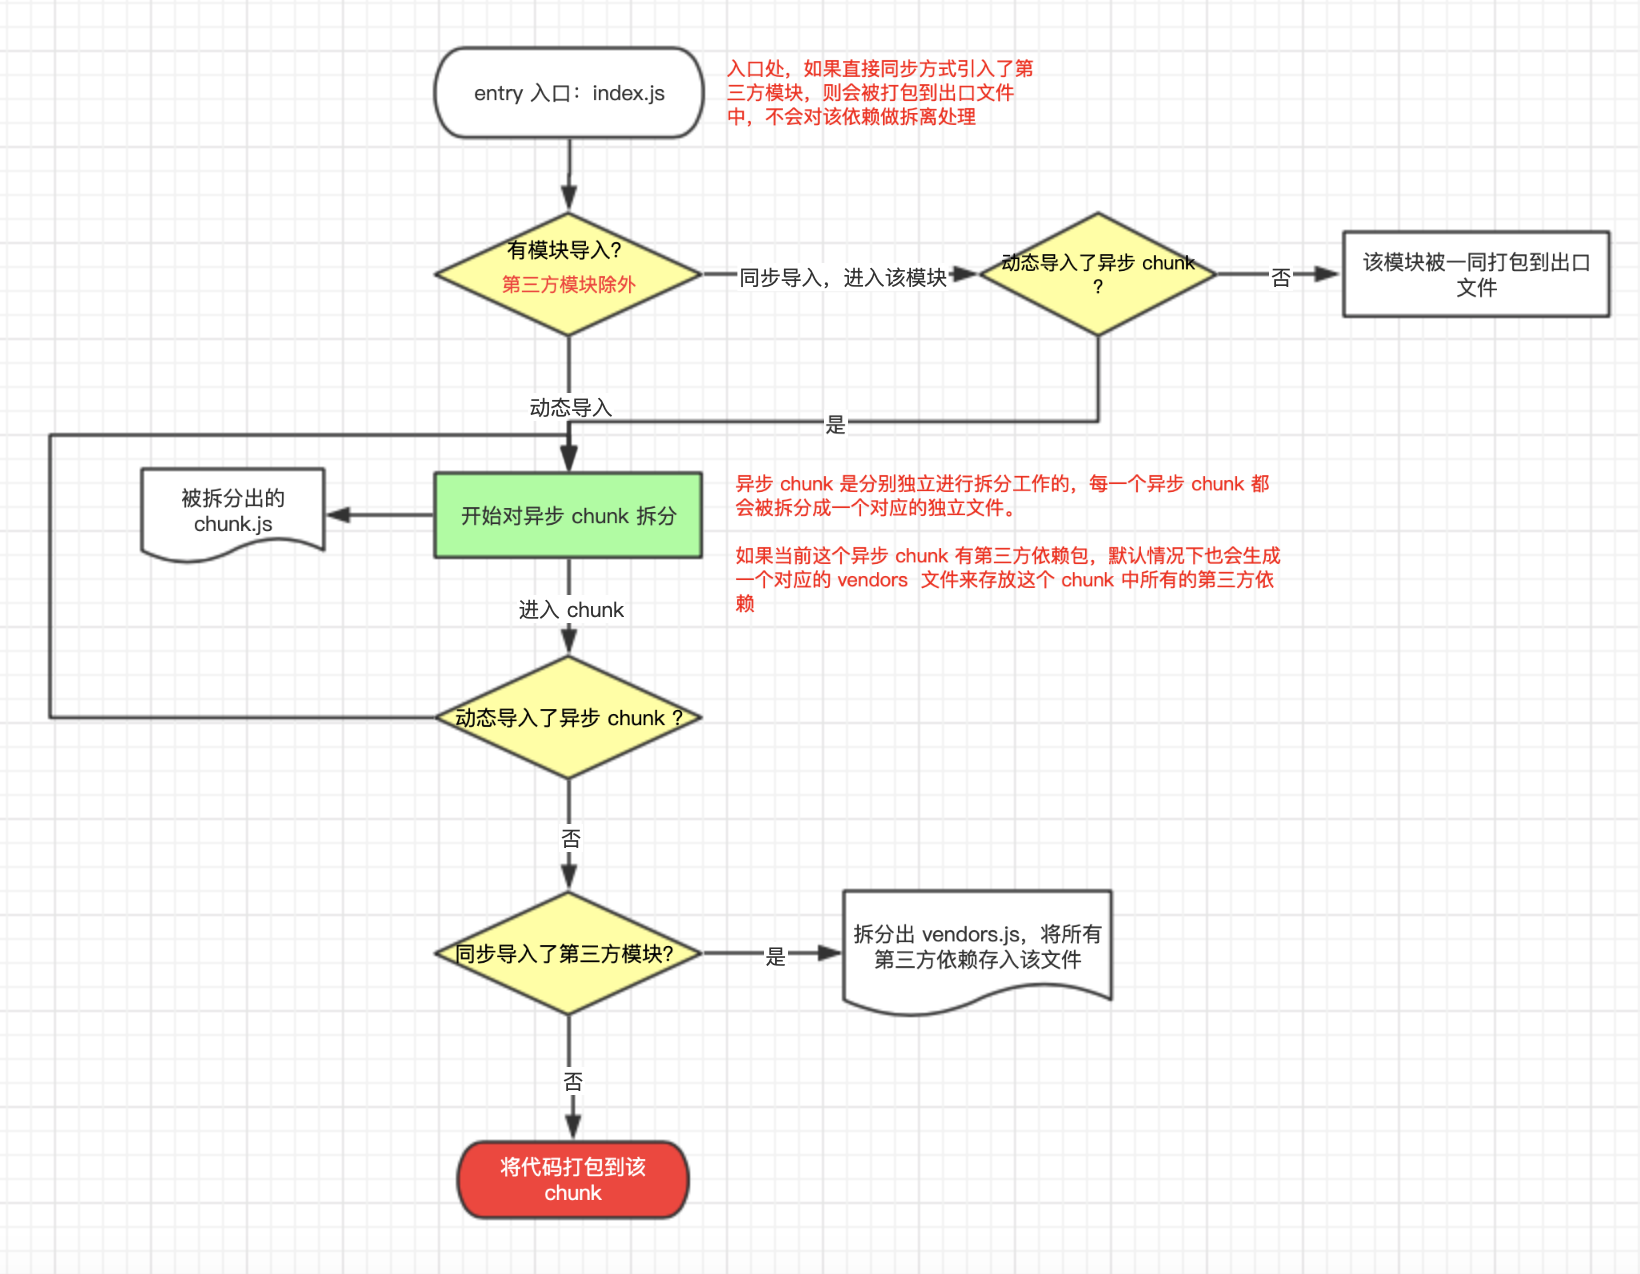 entry 入口：index.js
入口处，如果直接同步方式引入了第
三方模块，则会被打包到出口文件
中，不会对该依赖做拆离处理
有模块导入?
第三方模块除外
同步导入，进入该模块
动态导入了异步 chunk
?
否
该模块被一同打包到出口
文件
动态导入
是
被拆分出的
chunk.js
开始对异步 chunk 拆分
异步 chunk 是分别独立进行拆分工作的，每一个异步 chunk 都
会被拆分成一个对应的独立文件。
如果当前这个异步 chunk 有第三方依赖包，默认情况下也会生成
一个对应的 vendors 文件来存放这个 chunk 中所有的第三方依
赖
进入 chunk
动态导入了异步 chunk ?
否
同步导入了第三方模块?
是
拆分出 vendors.js，将所有
第三方依赖存入该文件
否
将代码打包到该
chunk